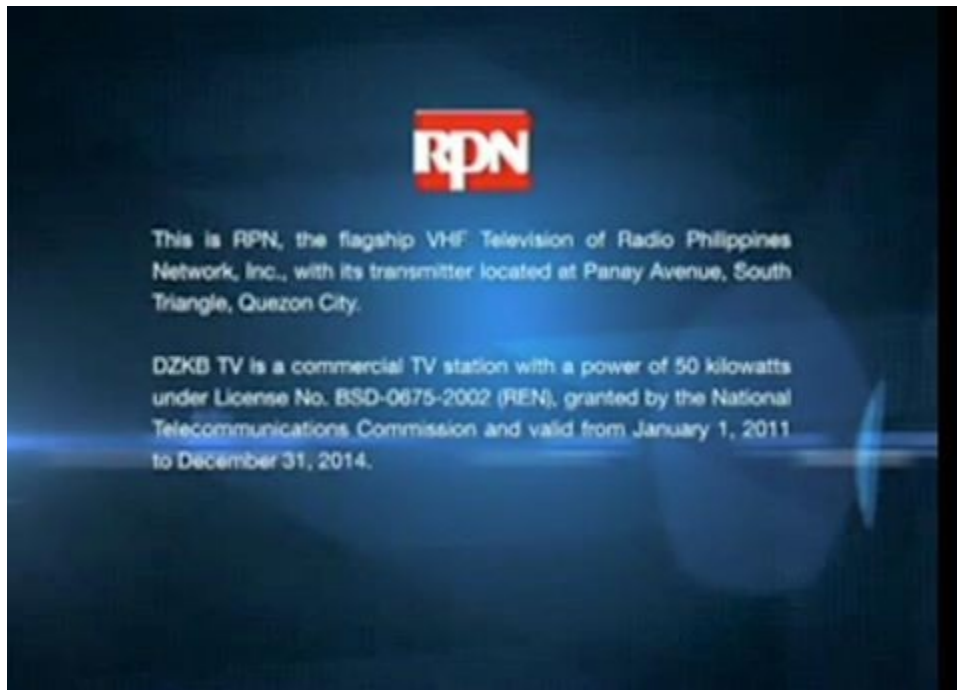 RPN
This is RPN, the flagship VHF Television of Radio Philippines
Network, Inc., with its transmitter located at Panay Avenue, South
Triangle, Quezon City.
DZKB TV is a commercial TV station with a power of 50 kilowatts
under License No. BSD-0675-2002 (REN), granted by the National
Telecommunications Commission and valid from January 1, 2011
to December 31, 2014.